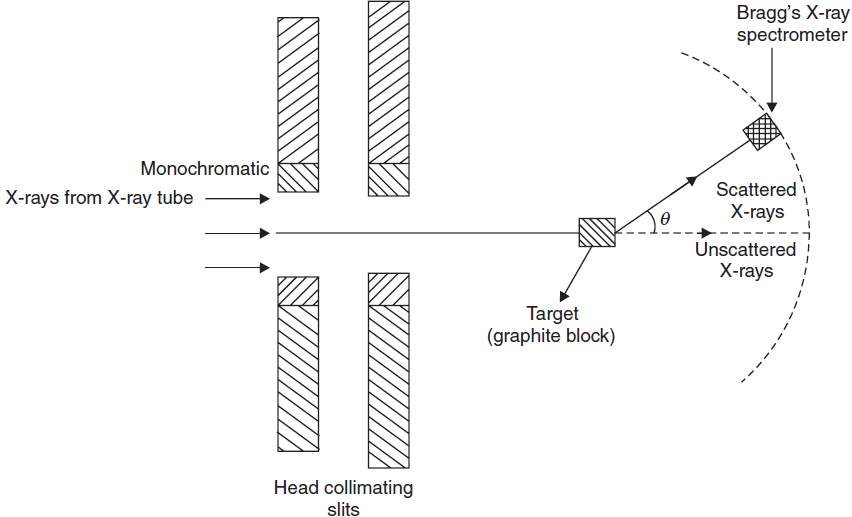 Bragg's X-ray
spectrometer
Monochromatic
X-rays from X-ray tube
Scattered
X-rays
θ
Unscattered
X-rays
Target
(graphite block)
Head collimating
slits